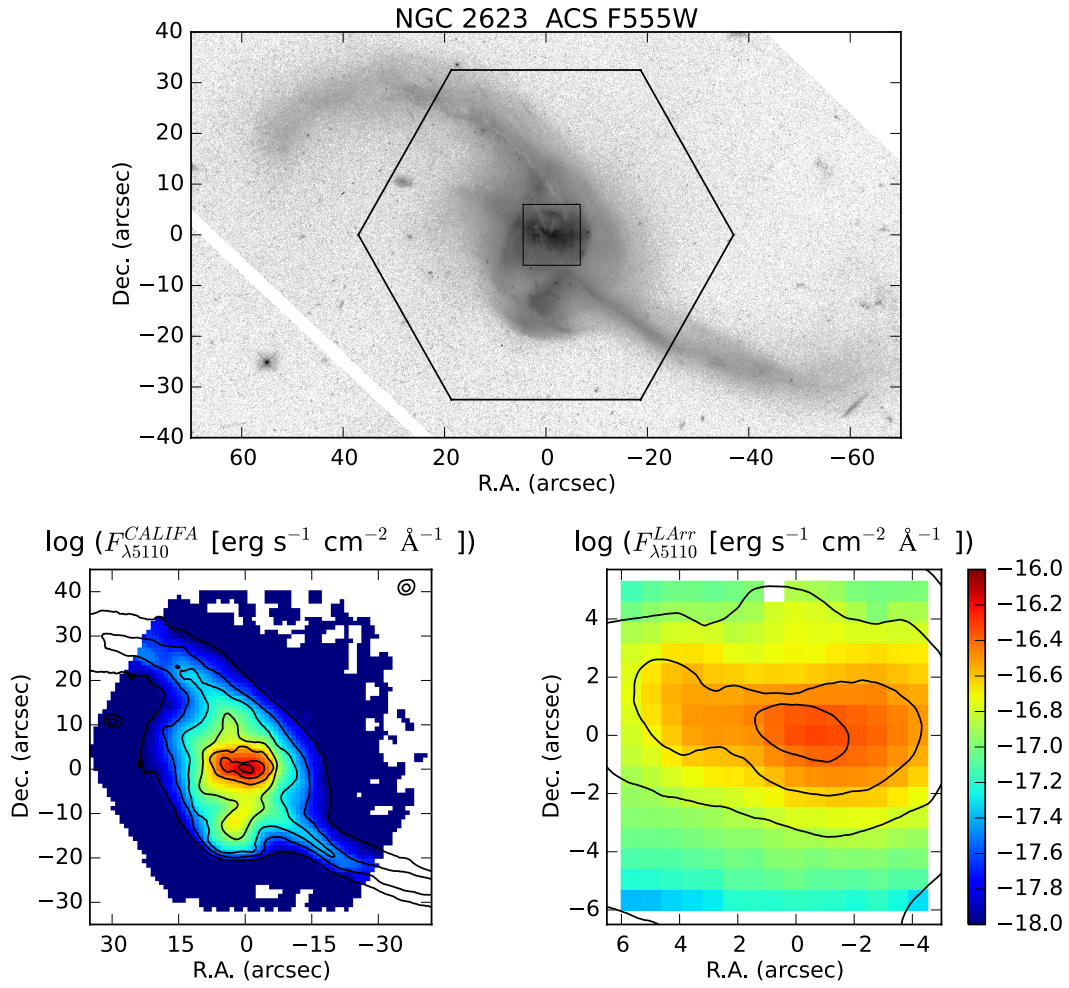 NGC 2623 ACS F555W
40
30
20
10
0
−10
−20
−30
−40
Dec. (arcsec)
60 40 20 0 −20 −40 −60
R.A. (arcsec)
log (F^{CALIFA}_{λ5110} [erg s⁻¹ cm⁻² Å⁻¹ ])
40
30
20
10
0
−10
−20
−30
Dec. (arcsec)
30 15 0 −15 −30
R.A. (arcsec)
log (F^{LArr}_{λ5110} [erg s⁻¹ cm⁻² Å⁻¹ ])
4
2
0
−2
−4
−6
Dec. (arcsec)
6 4 2 0 −2 −4
R.A. (arcsec)
−16.0
−16.2
−16.4
−16.6
−16.8
−17.0
−17.2
−17.4
−17.6
−17.8
−18.0